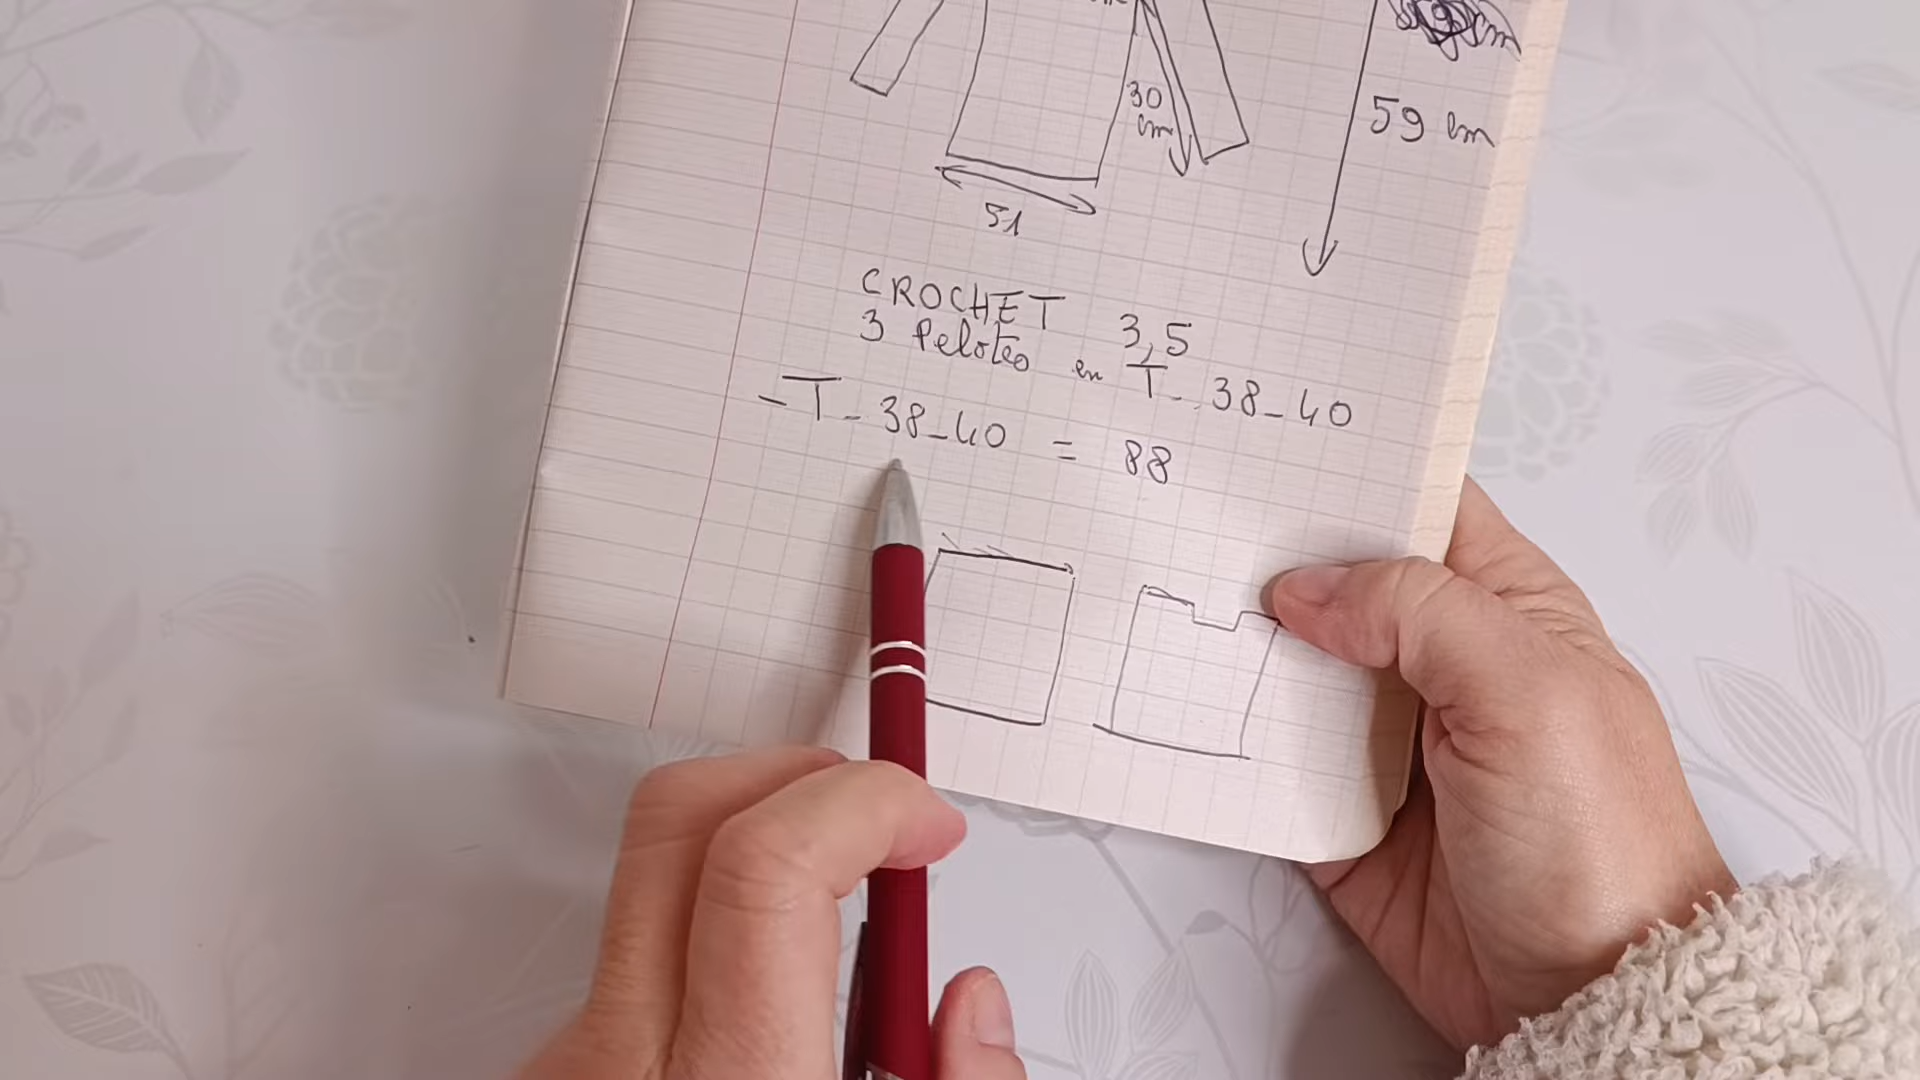 30
cm
59 cm
51
CROCHET 3,5
3 Pelotes en T-38-40
- T-38-40 = 88